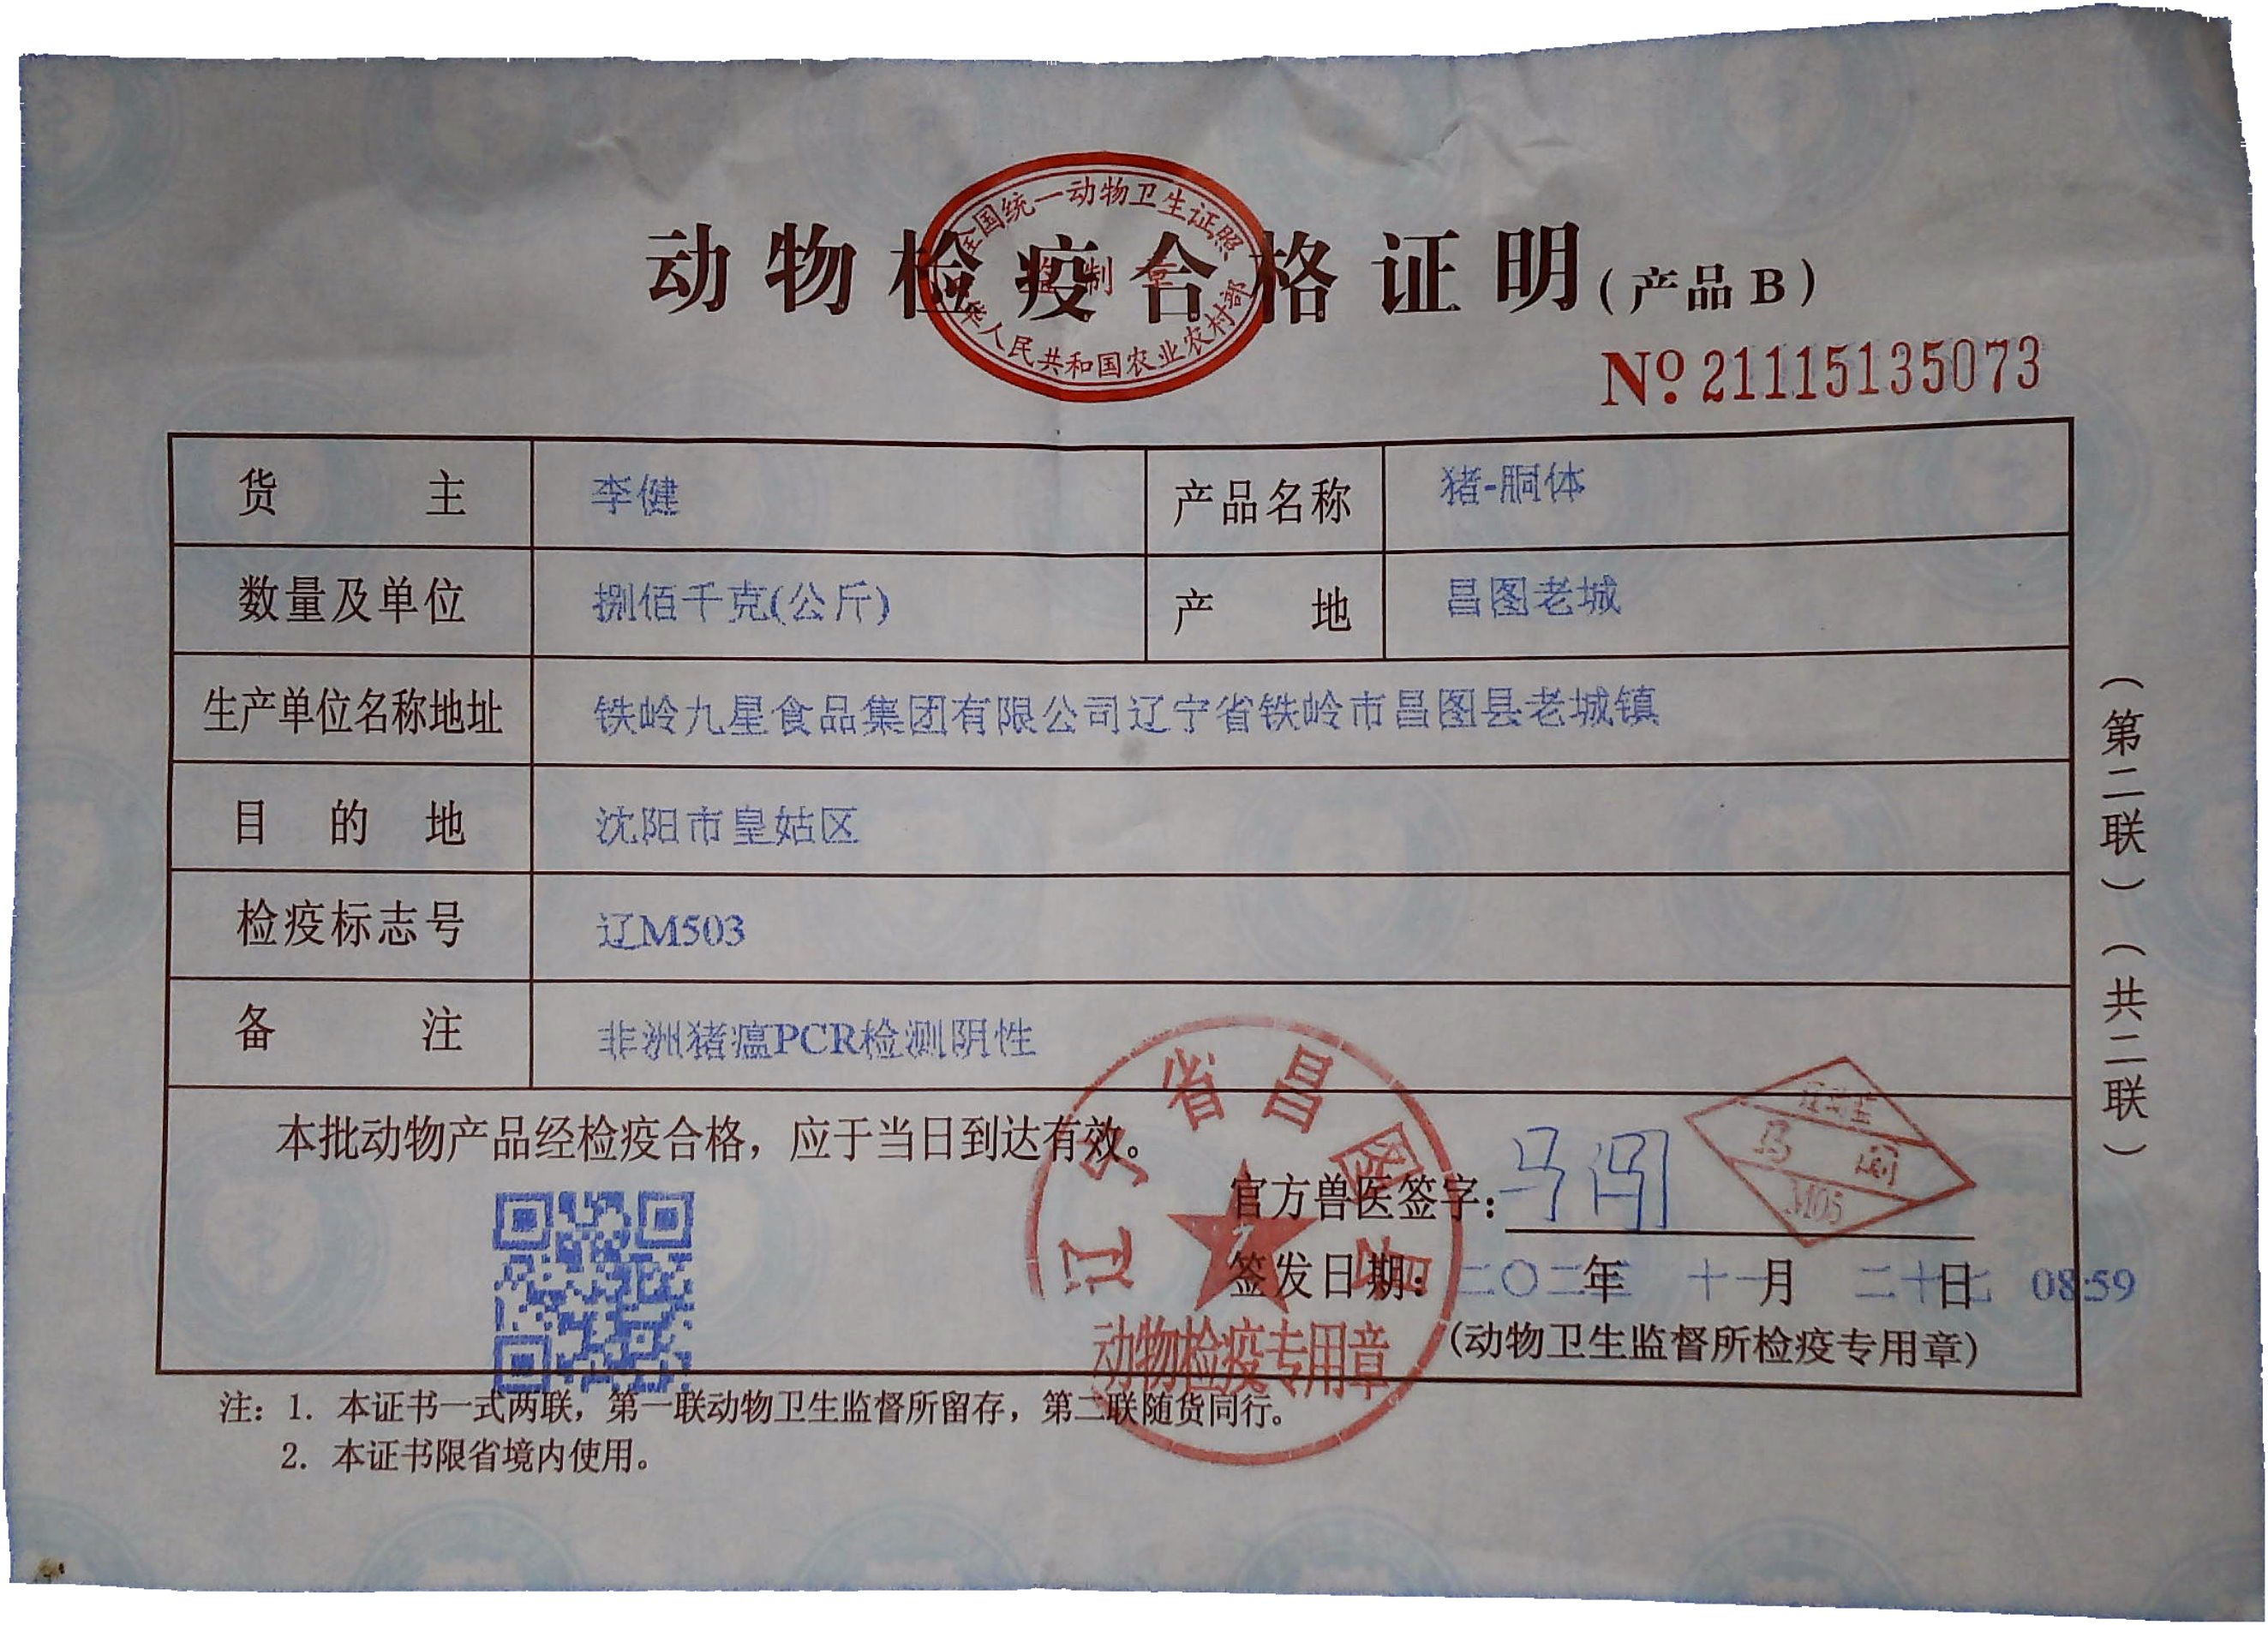 动物检疫合格证明(产品B)
全国统一动物卫生证照
监制章
中华人民共和国农业农村部
№ 21115135073
货主 李健 产品名称 猪-胴体
数量及单位 捌佰千克(公斤) 产地 昌图老城
生产单位名称地址 铁岭九星食品集团有限公司辽宁省铁岭市昌图县老城镇
目的地 沈阳市皇姑区
检疫标志号 辽M503
备注 非洲猪瘟PCR检测阴性
本批动物产品经检疫合格，应于当日到达有效。
官方兽医签字：马闯
马闯
M05
签发日期：二〇二 年 十一月 二十七日 08:59
(动物卫生监督所检疫专用章)
辽宁省昌图县
动物检疫专用章
注：1. 本证书一式两联，第一联动物卫生监督所留存，第二联随货同行。
2. 本证书限省境内使用。
（第二联）（共二联）